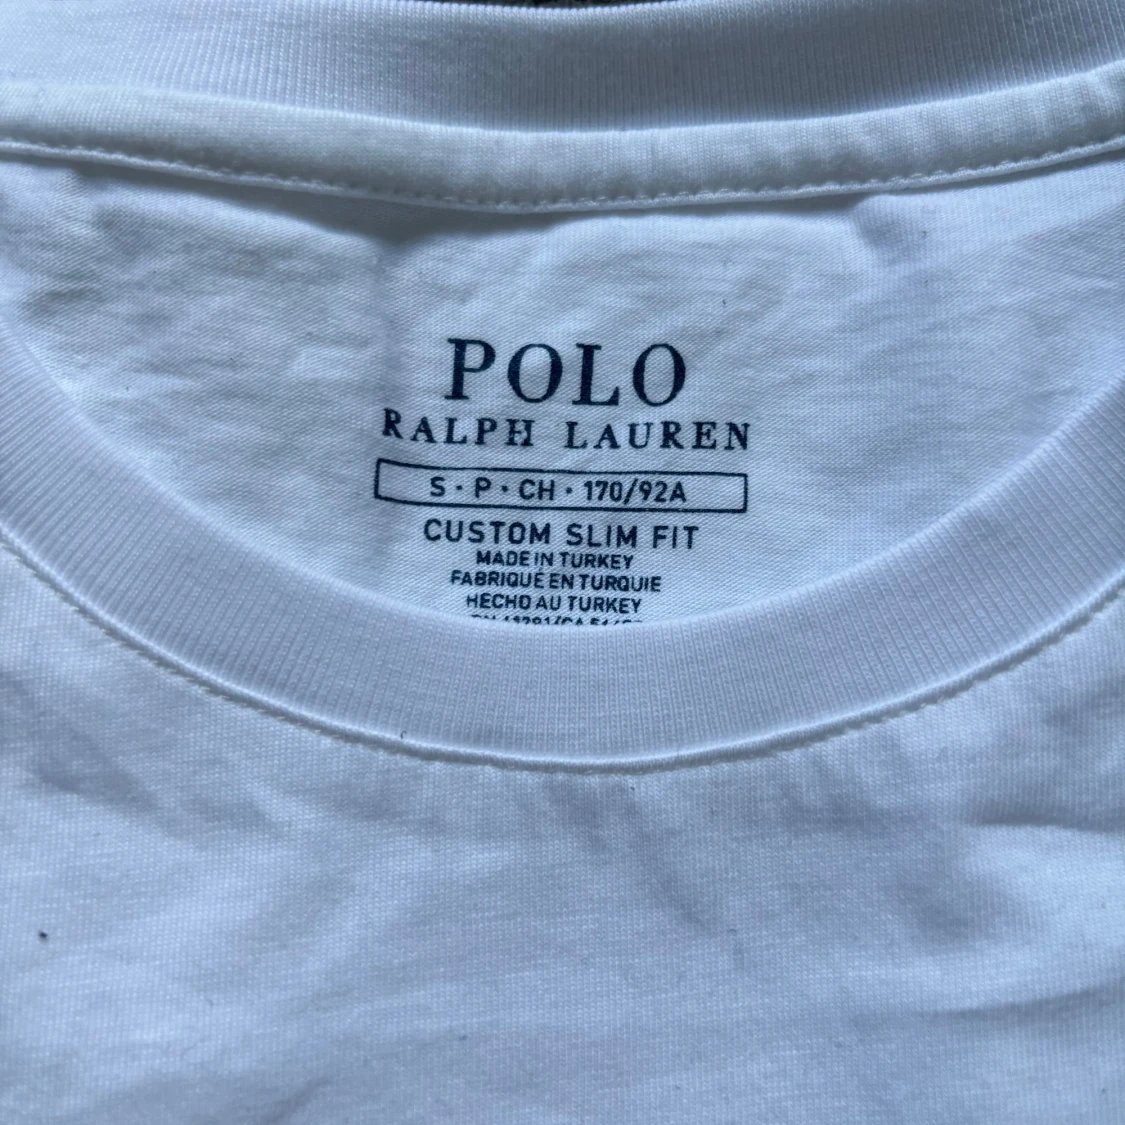 POLO
RALPH LAUREN
S · P · CH · 170/92A
CUSTOM SLIM FIT
MADE IN TURKEY
FABRIQUÉ EN TURQUIE
HECHO AU TURKEY